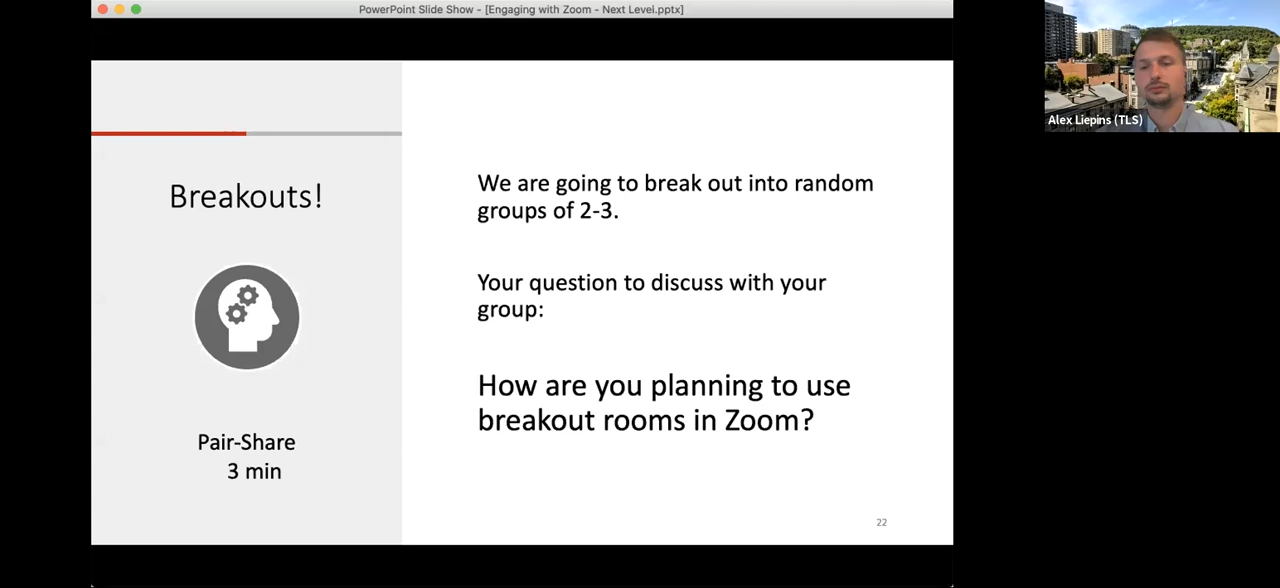 PowerPoint Slide Show - [Engaging with Zoom - Next Level.pptx]
Breakouts!
Pair-Share
3 min
We are going to break out into random
groups of 2-3.
Your question to discuss with your
group:
How are you planning to use
breakout rooms in Zoom?
22
Alex Liepins (TLS)